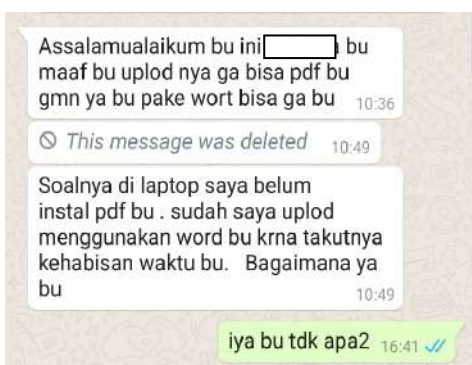 Assalamualaikum bu ini bu
maaf bu uplod nya ga bisa pdf bu
gmn ya bu pake wort bisa ga bu 10:36
This message was deleted 10:49
Soalnya di laptop saya belum
instal pdf bu . sudah saya uplod
menggunakan word bu krna takutnya
kehabisan waktu bu. Bagaimana ya
bu 10:49
iya bu tdk apa2 16:41